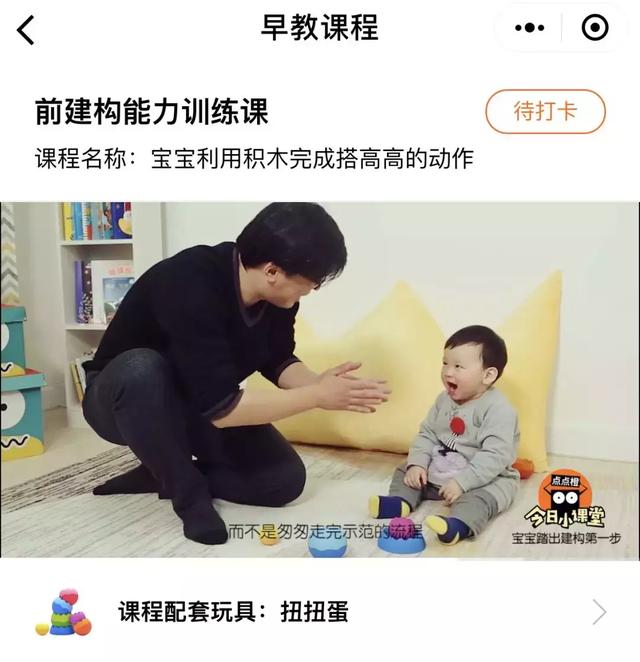 早教课程
前建构能力训练课
待打卡
课程名称：宝宝利用积木完成搭高高的动作
而不是匆匆走完示范的流程
点点橙
今日小课堂
宝宝踏出建构第一步
课程配套玩具：扭扭蛋